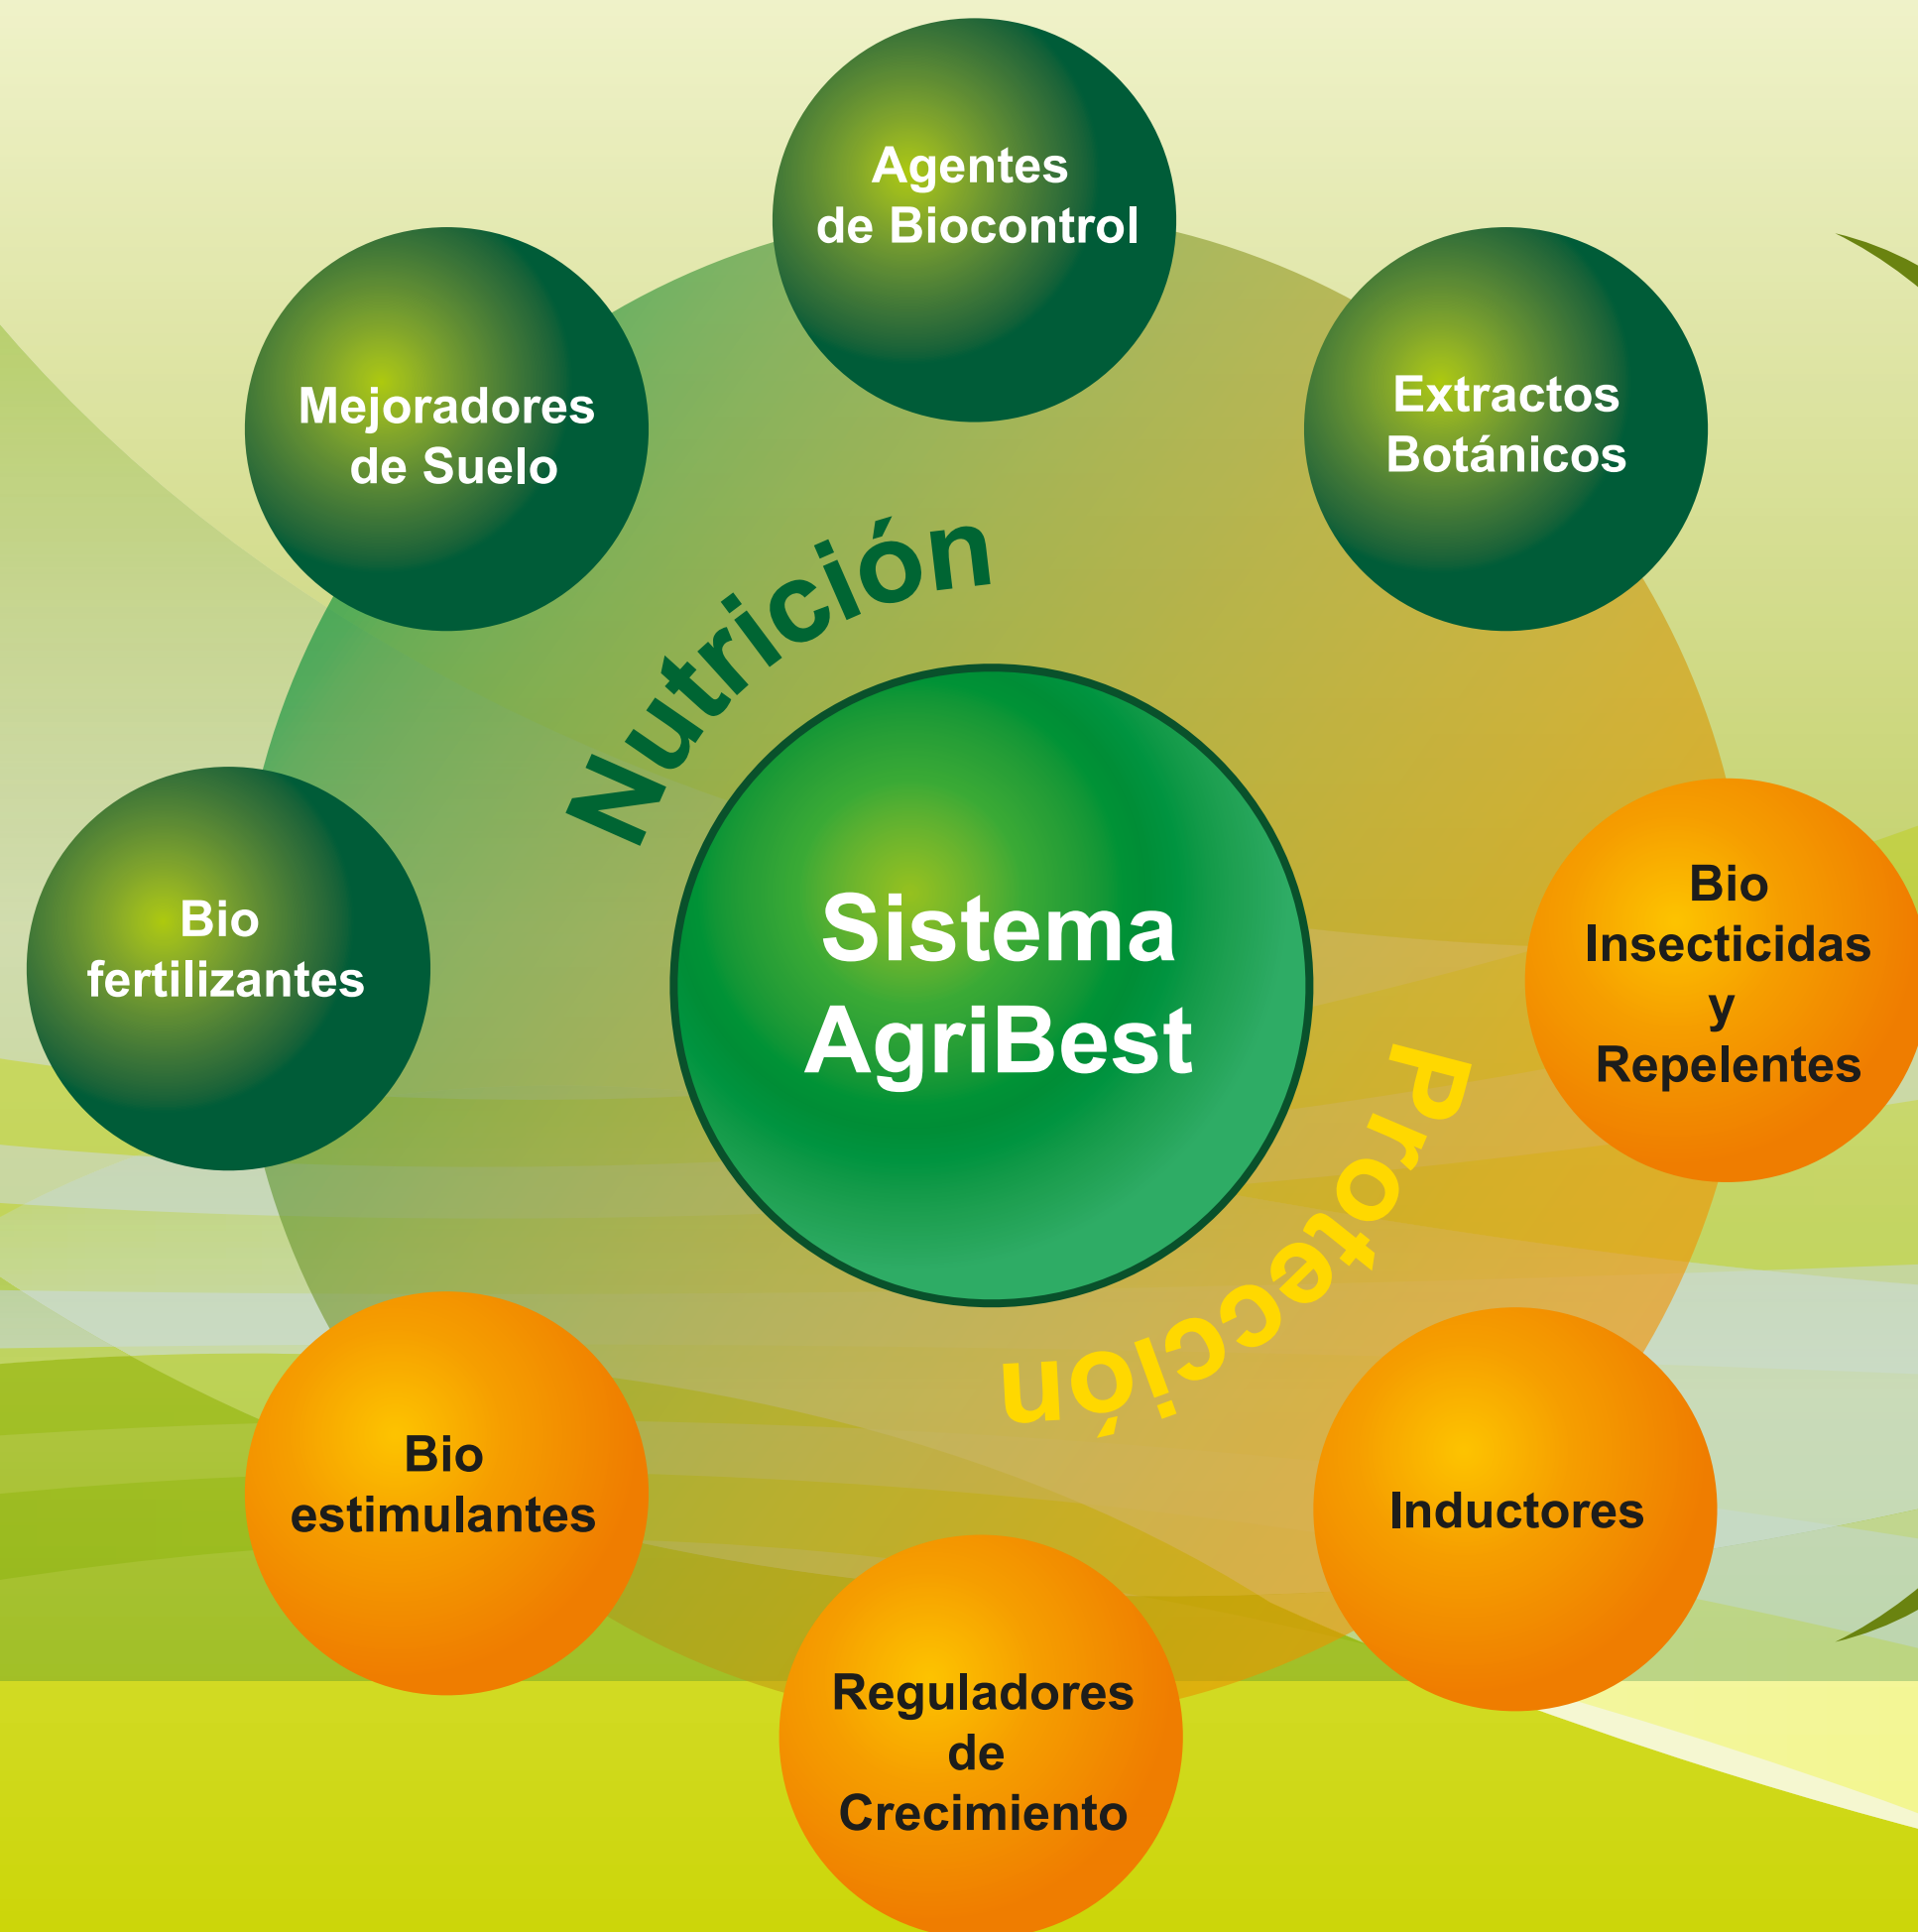 Agentes
de Biocontrol
Mejoradores
de Suelo
Extractos
Botánicos
Nutrición
Bio
fertilizantes
Sistema
AgriBest
Bio
Insecticidas
y
Repelentes
Protección
Bio
estimulantes
Inductores
Reguladores
de
Crecimiento